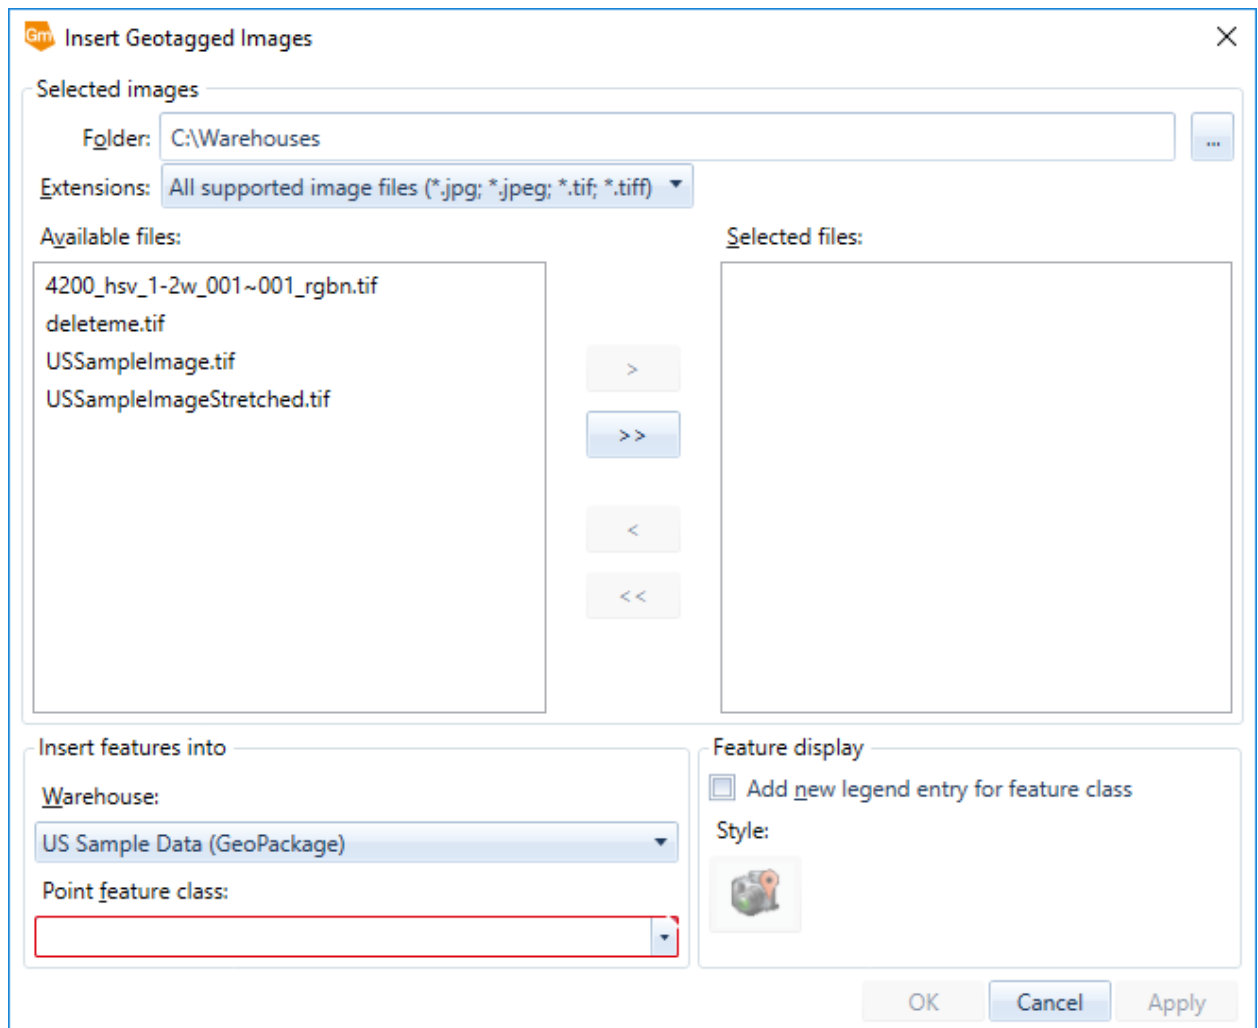 Gm Insert Geotagged Images
Selected images
Folder: C:\Warehouses ...
Extensions: All supported image files (*.jpg; *.jpeg; *.tif; *.tiff)
Available files:
Selected files:
4200_hsv_1-2w_001~001_rgbn.tif
deleteme.tif
USSampleImage.tif
USSampleImageStretched.tif
>
>>
<
<<
Insert features into
Warehouse:
US Sample Data (GeoPackage)
Point feature class:
Feature display
Add new legend entry for feature class
Style:
OK Cancel Apply